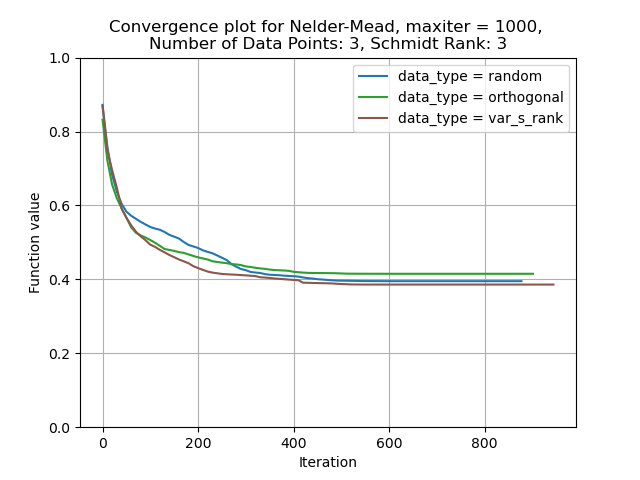 Convergence plot for Nelder-Mead, maxiter = 1000,
Number of Data Points: 3, Schmidt Rank: 3
1.0
0.8
0.6
0.4
0.2
0.0
Function value
data_type = random
data_type = orthogonal
data_type = var_s_rank
0
200
400
600
800
Iteration